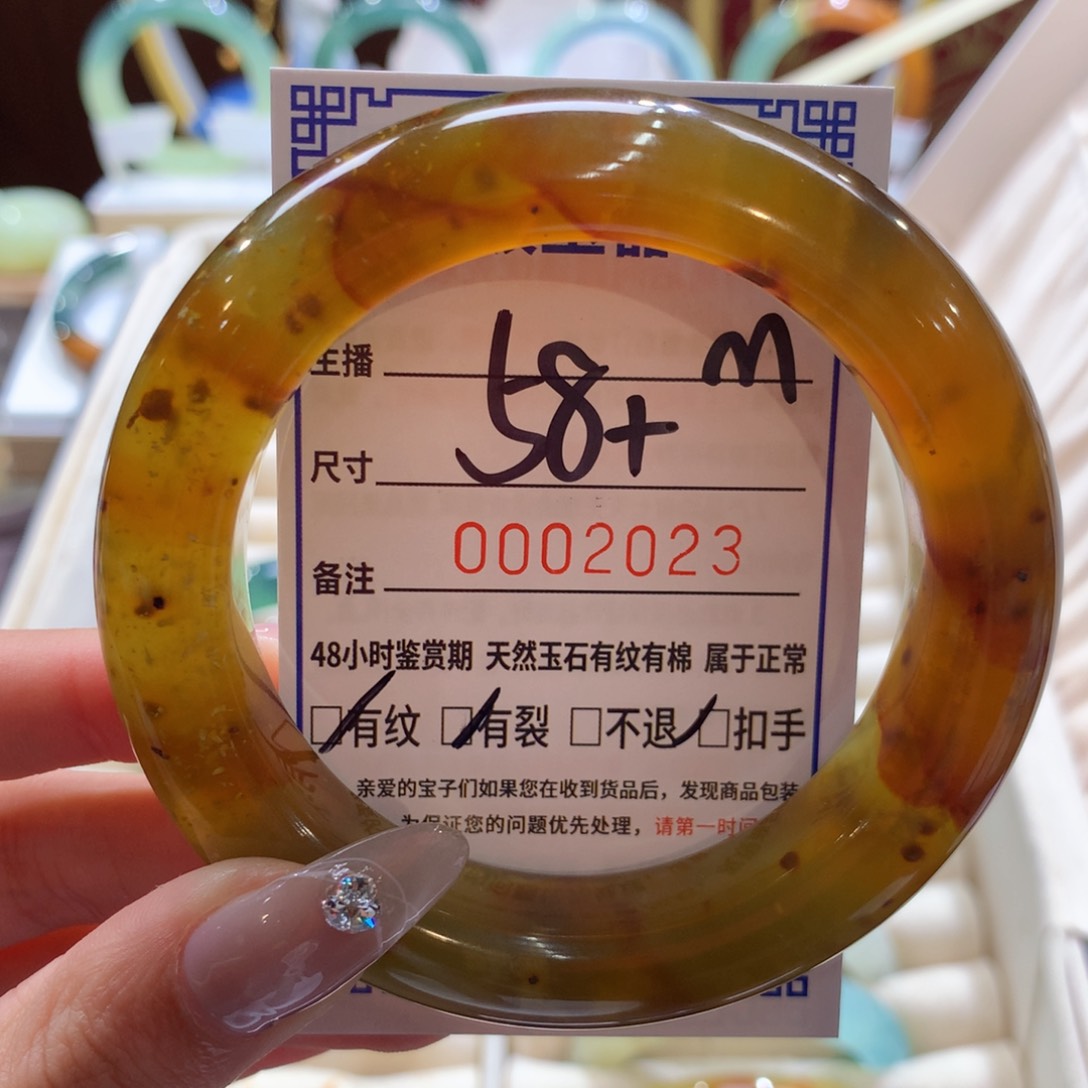 主播
58+ m
尺寸
0002023
备注
48小时鉴赏期 天然玉石有纹有棉 属于正常
□有纹 □有裂 □不退 □扣手
亲爱的宝子们如果您在收到货品后，发现商品包装
为保证您的问题优先处理，请第一时间